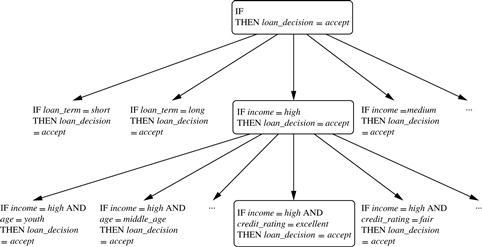 IF
THEN loan_decision = accept
IF loan_term = short
THEN loan_decision
= accept
IF loan_term = long
THEN loan_decision
= accept
IF income = high
THEN loan_decision = accept
IF income = medium
THEN loan_decision
= accept
...
IF income = high AND
age = youth
THEN loan_decision
= accept
IF income = high AND
age = middle_age
THEN loan_decision
= accept
...
IF income = high AND
credit_rating = excellent
THEN loan_decision = accept
IF income = high AND
credit_rating = fair
THEN loan_decision
= accept
...